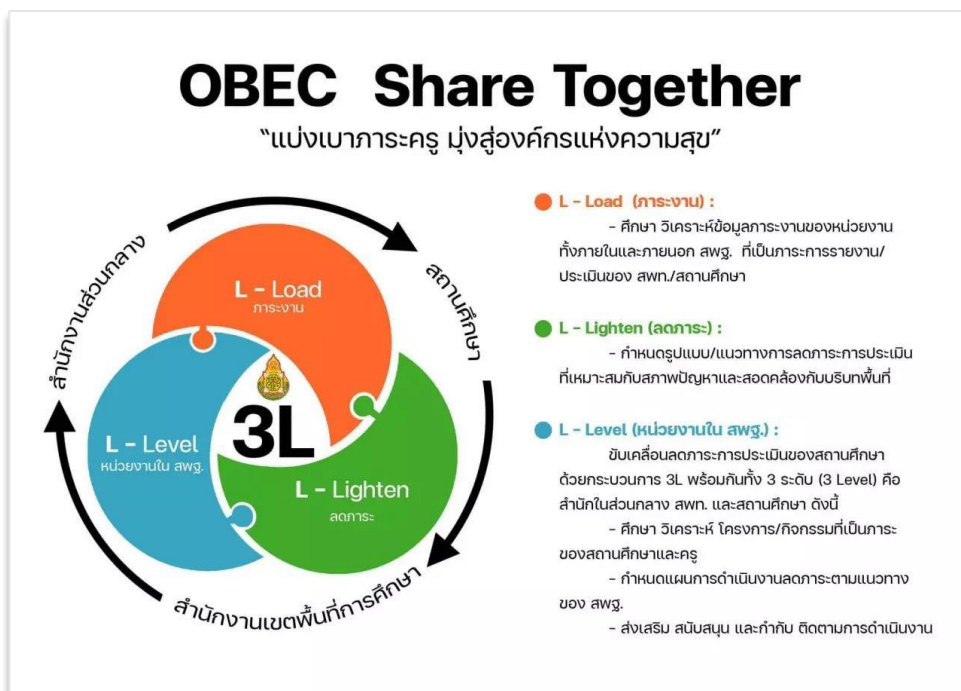 OBEC Share Together
"แบ่งเบาภาระครู มุ่งสู่องค์กรแห่งความสุข"
สำนักงานส่วนกลาง
สถานศึกษา
สำนักงานเขตพื้นที่การศึกษา
L - Load
ภาระงาน
L - Level
หน่วยงานใน สพฐ.
3L
L - Lighten
ลดภาระ
L - Load (ภาระงาน) :
- ศึกษา วิเคราะห์ข้อมูลภาระงานของหน่วยงาน
ทั้งภายในและภายนอก สพฐ. ที่เป็นภาระการรายงาน/
ประเมินของ สพท./สถานศึกษา
L - Lighten (ลดภาระ) :
- กำหนดรูปแบบ/แนวทางการลดภาระการประเมิน
ที่เหมาะสมกับสภาพปัญหาและสอดคล้องกับบริบทพื้นที่
L - Level (หน่วยงานใน สพฐ.) :
ขับเคลื่อนลดภาระการประเมินของสถานศึกษา
ด้วยกระบวนการ 3L พร้อมกันทั้ง 3 ระดับ (3 Level) คือ
สำนักในส่วนกลาง สพท. และสถานศึกษา ดังนี้
- ศึกษา วิเคราะห์ โครงการ/กิจกรรมที่เป็นภาระ
ของสถานศึกษาและครู
- กำหนดแผนการดำเนินงานลดภาระตามแนวทาง
ของ สพฐ.
- ส่งเสริม สนับสนุน และกำกับ ติดตามการดำเนินงาน